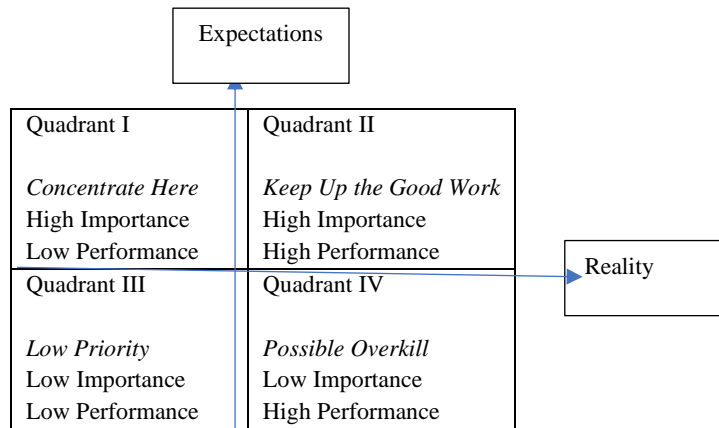 Expectations
Quadrant I
Concentrate Here
High Importance
Low Performance
Quadrant II
Keep Up the Good Work
High Importance
High Performance
Reality
Quadrant III
Low Priority
Low Importance
Low Performance
Quadrant IV
Possible Overkill
Low Importance
High Performance